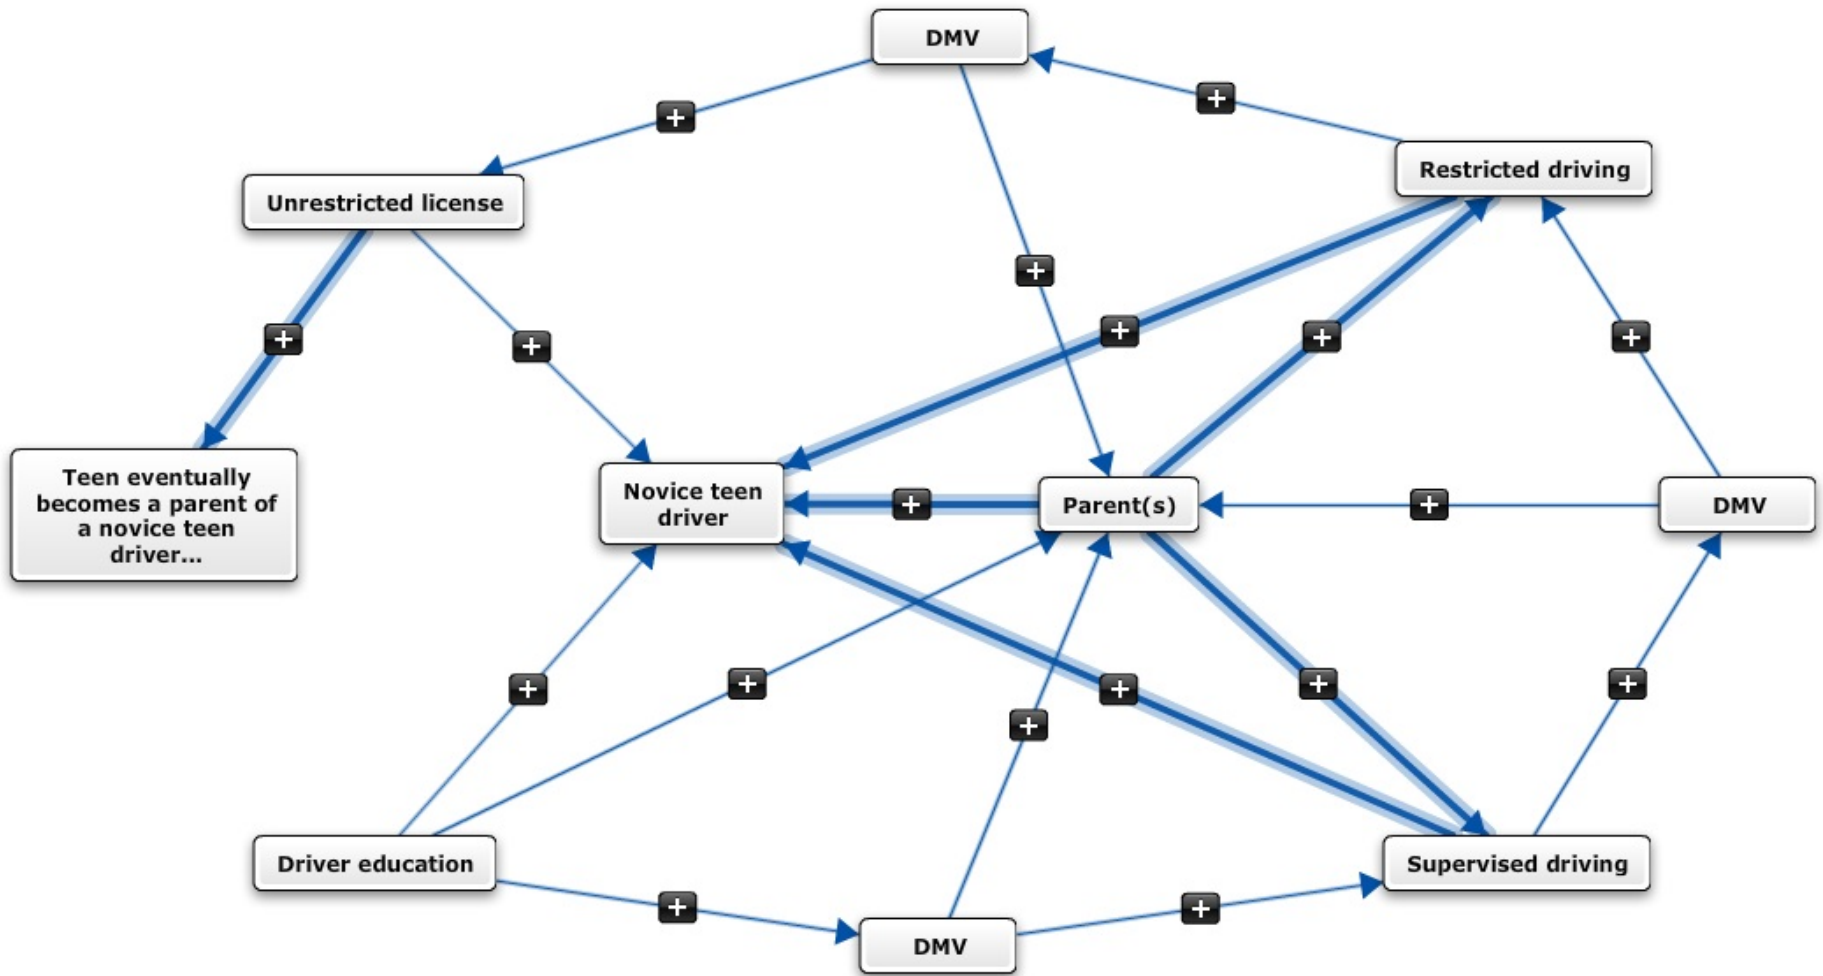 DMV
+
+
Restricted driving
Unrestricted license
+
+
+
+
+
+
Teen eventually
becomes a parent of
a novice teen
driver...
Novice teen
driver
+
Parent(s)
+
DMV
+
+
+
+
+
+
Driver education
Supervised driving
+
+
DMV